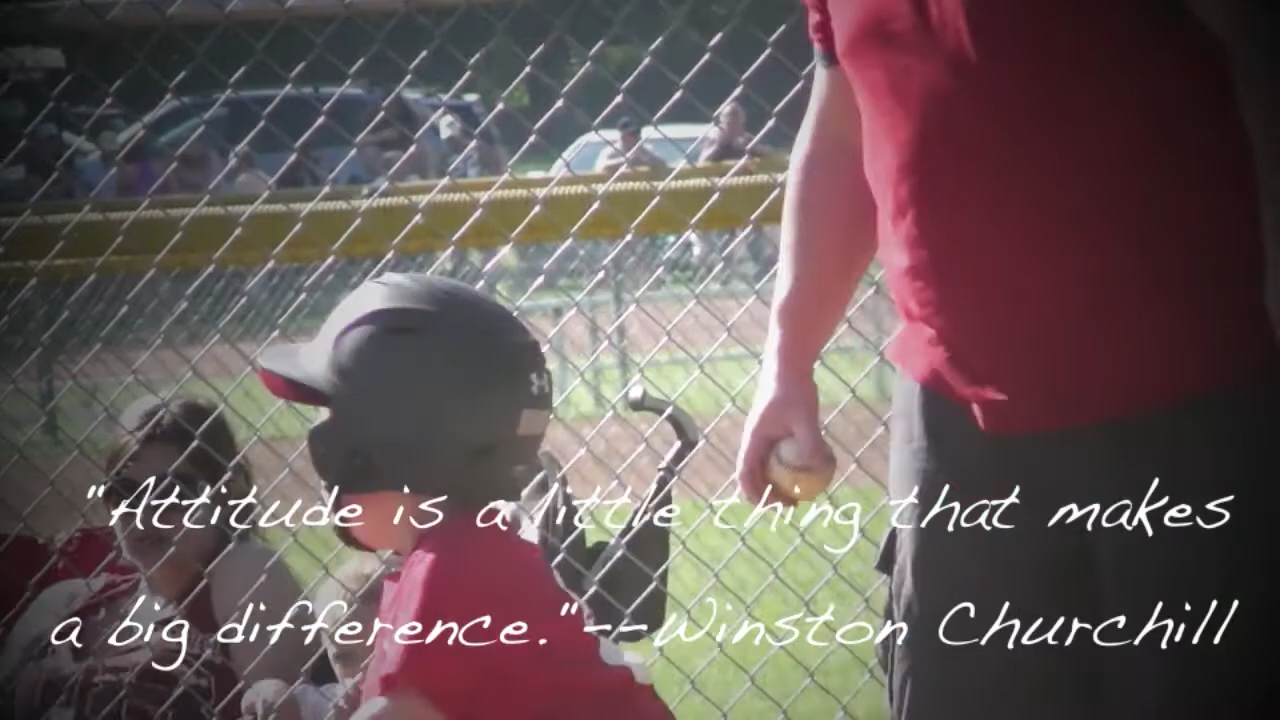 "Attitude is a little thing that makes
a big difference."--Winston Churchill